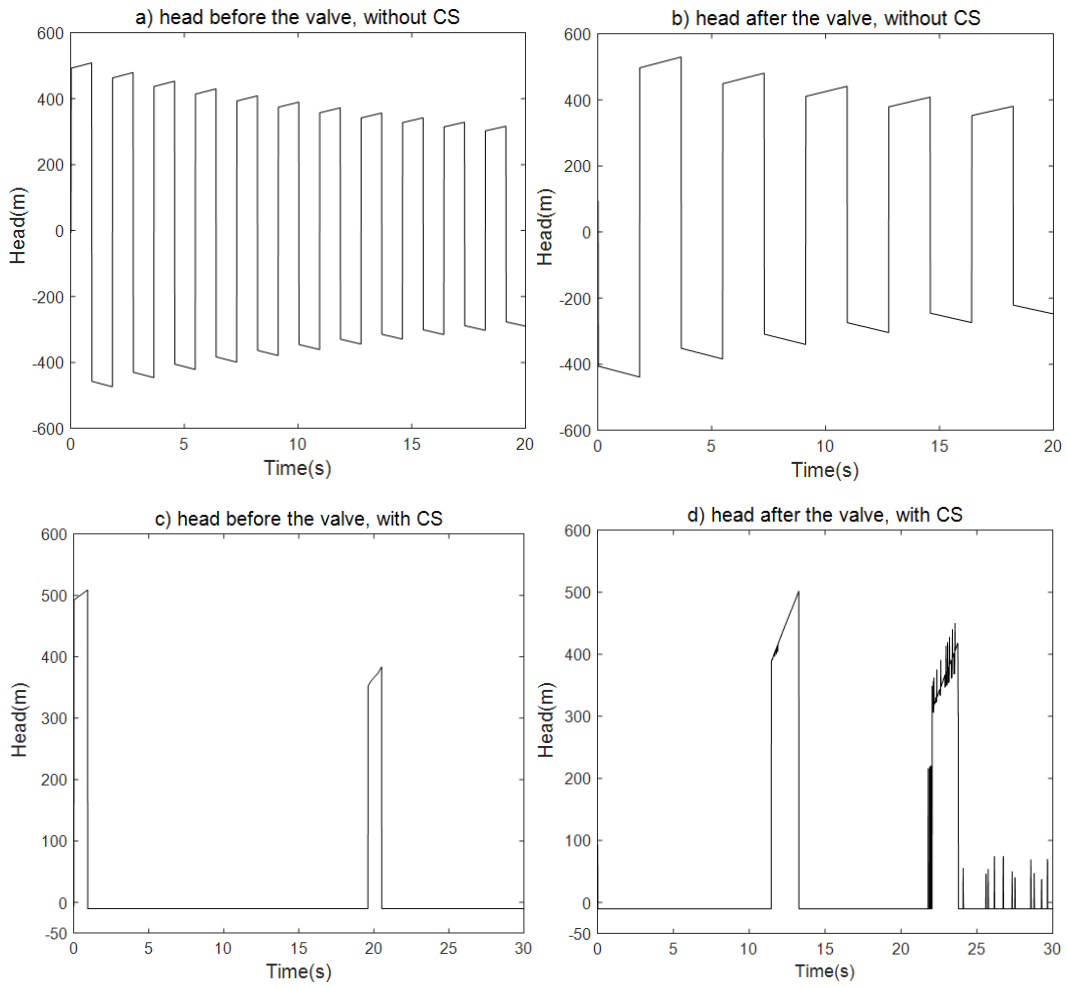 a) head before the valve, without CS
600
400
200
0
-200
-400
-600
Head(m)
0 5 10 15 20
Time(s)
b) head after the valve, without CS
600
400
200
0
-200
-400
-600
Head(m)
0 5 10 15 20
Time(s)
c) head before the valve, with CS
600
500
400
300
200
100
0
-50
Head(m)
0 5 10 15 20 25 30
Time(s)
d) head after the valve, with CS
600
500
400
300
200
100
0
-50
Head(m)
0 5 10 15 20 25 30
Time(s)